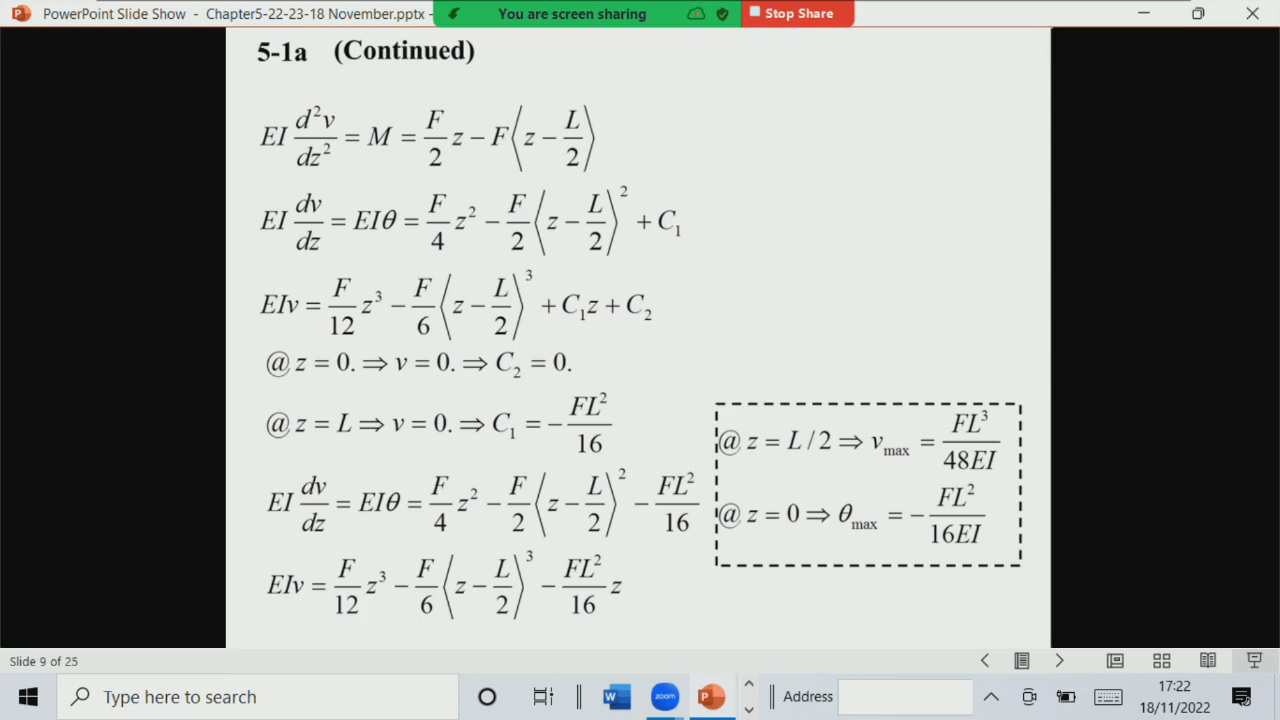 PowerPoint Slide Show - Chapter5-22-23-18 November.pptx -
You are screen sharing
Stop Share
5-1a (Continued)
EI d²v/dz² = M = F/2 z − F⟨z − L/2⟩
EI dv/dz = EIθ = F/4 z² − F/2 ⟨z − L/2⟩² + C₁
EIv = F/12 z³ − F/6 ⟨z − L/2⟩³ + C₁z + C₂
@ z = 0. ⇒ v = 0. ⇒ C₂ = 0.
@ z = L ⇒ v = 0. ⇒ C₁ = − FL²/16
EI dv/dz = EIθ = F/4 z² − F/2 ⟨z − L/2⟩² − FL²/16
EIv = F/12 z³ − F/6 ⟨z − L/2⟩³ − FL²/16 z
@ z = L / 2 ⇒ vmax = FL³/48EI
@ z = 0 ⇒ θmax = − FL²/16EI
Slide 9 of 25
Type here to search
W
zoom
P
Address
17:22
18/11/2022